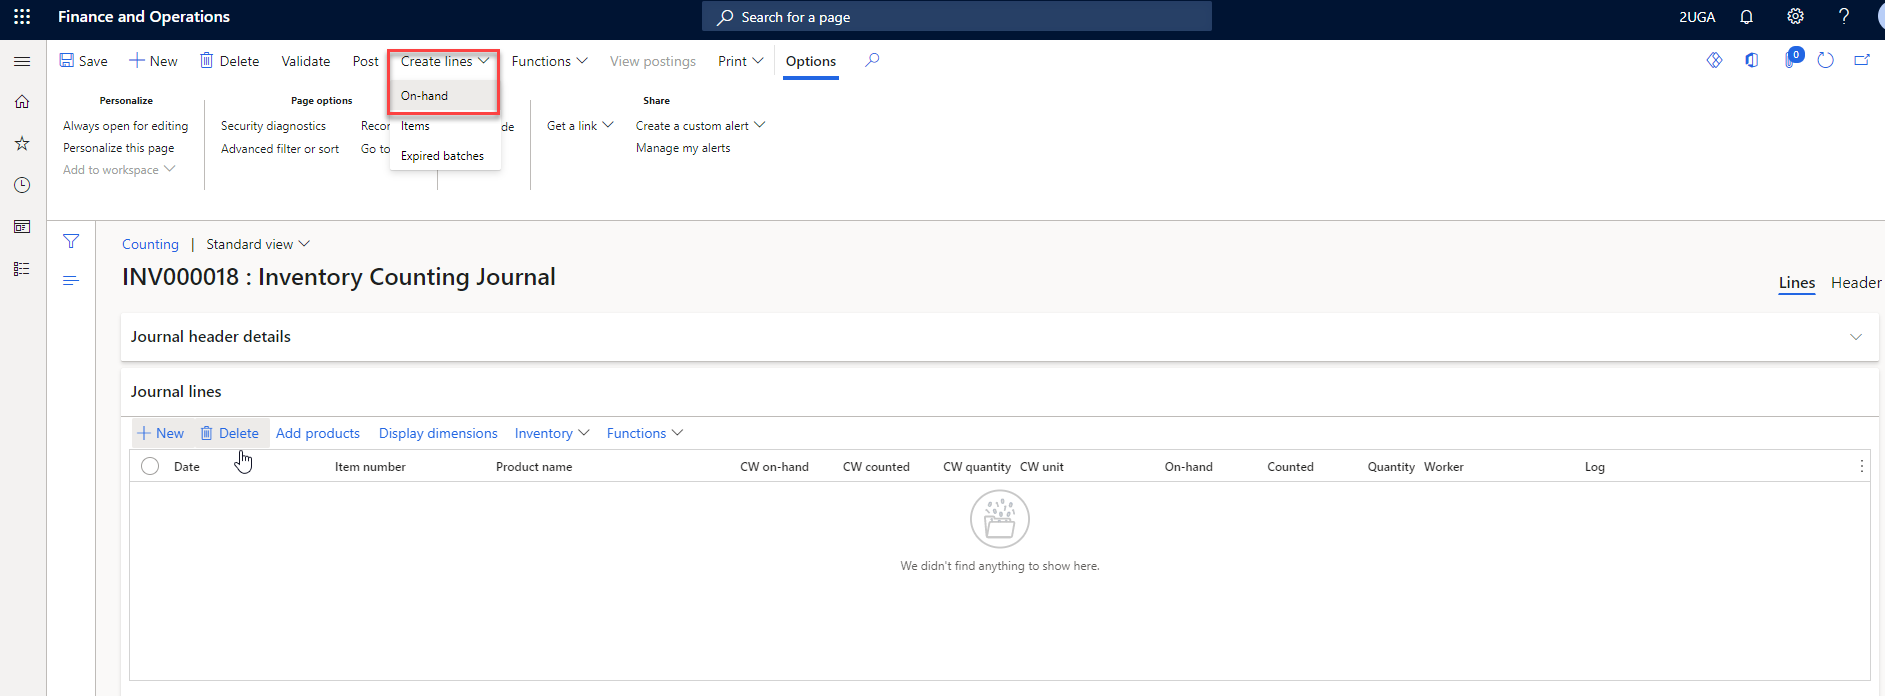 Finance and Operations
Search for a page
2UGA
Save
New
Delete
Validate
Post
Create lines
Functions
View postings
Print
Options
0
Personalize
Always open for editing
Personalize this page
Add to workspace
Page options
Security diagnostics
Advanced filter or sort
Recor
Go to
de
On-hand
Items
Expired batches
Get a link
Share
Create a custom alert
Manage my alerts
Counting | Standard view
INV000018 : Inventory Counting Journal
Lines
Header
Journal header details
Journal lines
New
Delete
Add products
Display dimensions
Inventory
Functions
Date
Item number
Product name
CW on-hand
CW counted
CW quantity
CW unit
On-hand
Counted
Quantity
Worker
Log
We didn't find anything to show here.